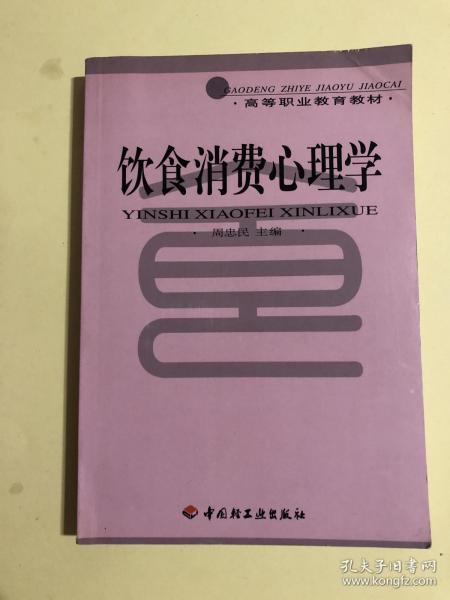 GAODENG ZHIYE JIAOYU JIAOCAI
·高等职业教育教材·
饮食消费心理学
YINSHI XIAOFEI XINLIXUE
· 周忠民 主编 ·
中国轻工业出版社
孔夫子旧书网
www.kongfz.com